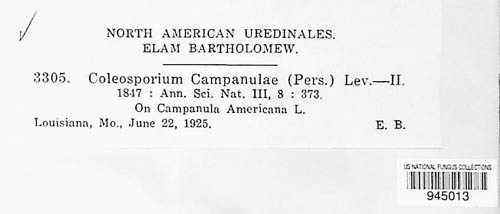 NORTH AMERICAN UREDINALES.
ELAM BARTHOLOMEW.
3305. Coleosporium Campanulae (Pers.) Lev.—II.
1847 : Ann. Sci. Nat. III, 8 : 373.
On Campanula Americana L.
Louisiana, Mo., June 22, 1925. E. B.
US NATIONAL FUNGUS COLLECTIONS
945013